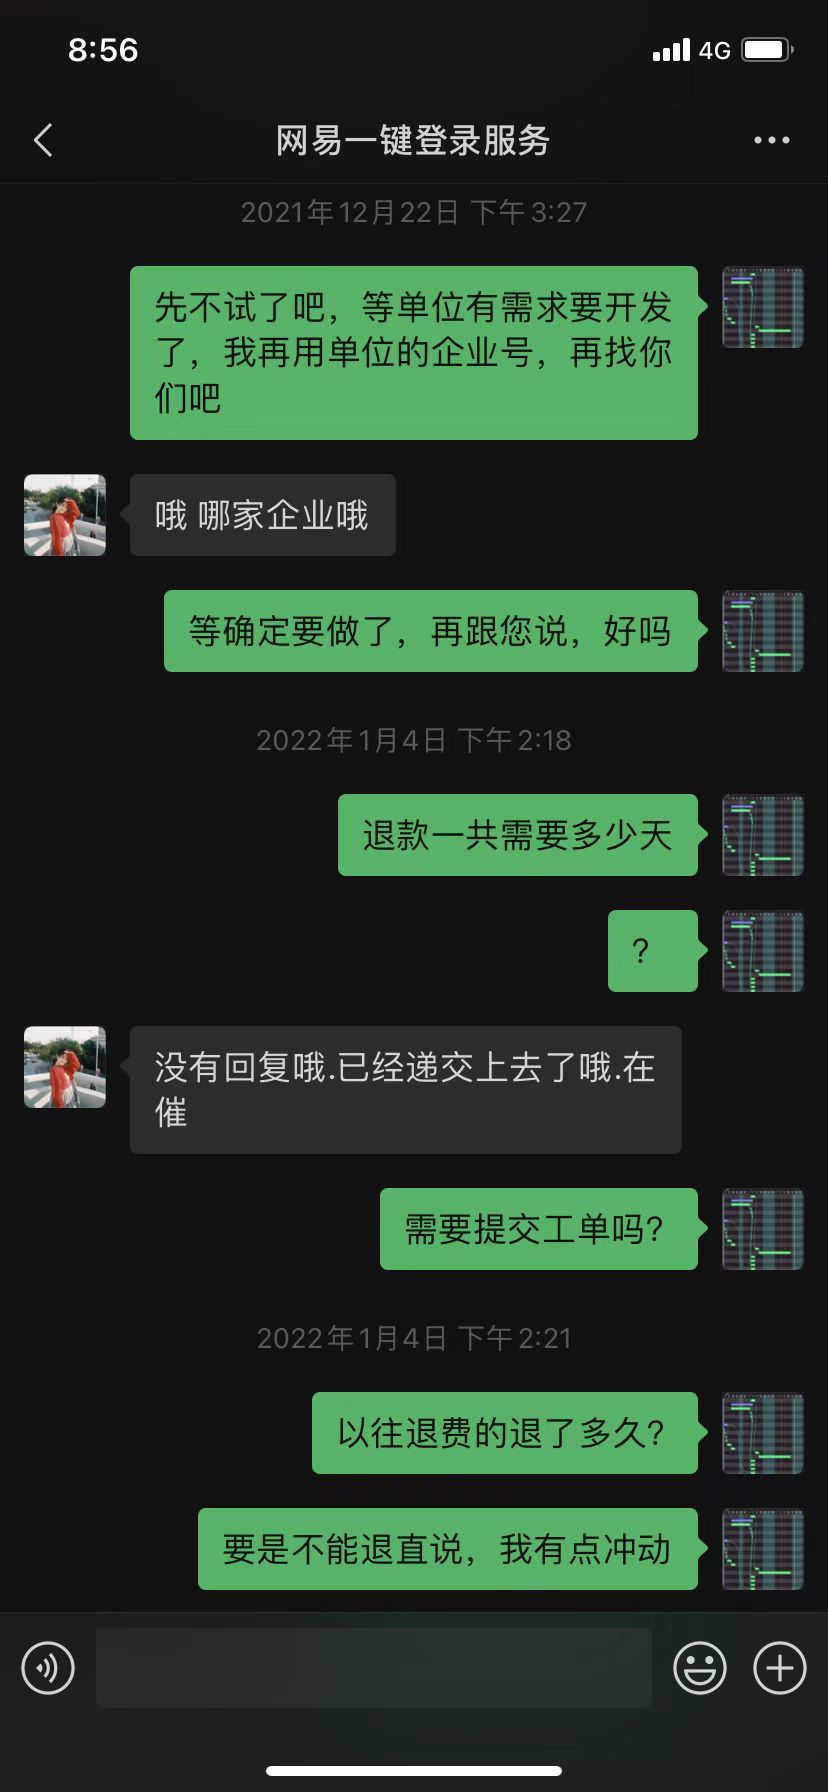 8:56
4G
网易一键登录服务
2021年12月22日 下午3:27
先不试了吧，等单位有需求要开发
了，我再用单位的企业号，再找你
们吧
哦 哪家企业哦
等确定要做了，再跟您说，好吗
2022年1月4日 下午2:18
退款一共需要多少天
?
没有回复哦.已经递交上去了哦.在
催
需要提交工单吗?
2022年1月4日 下午2:21
以往退费的退了多久?
要是不能退直说，我有点冲动